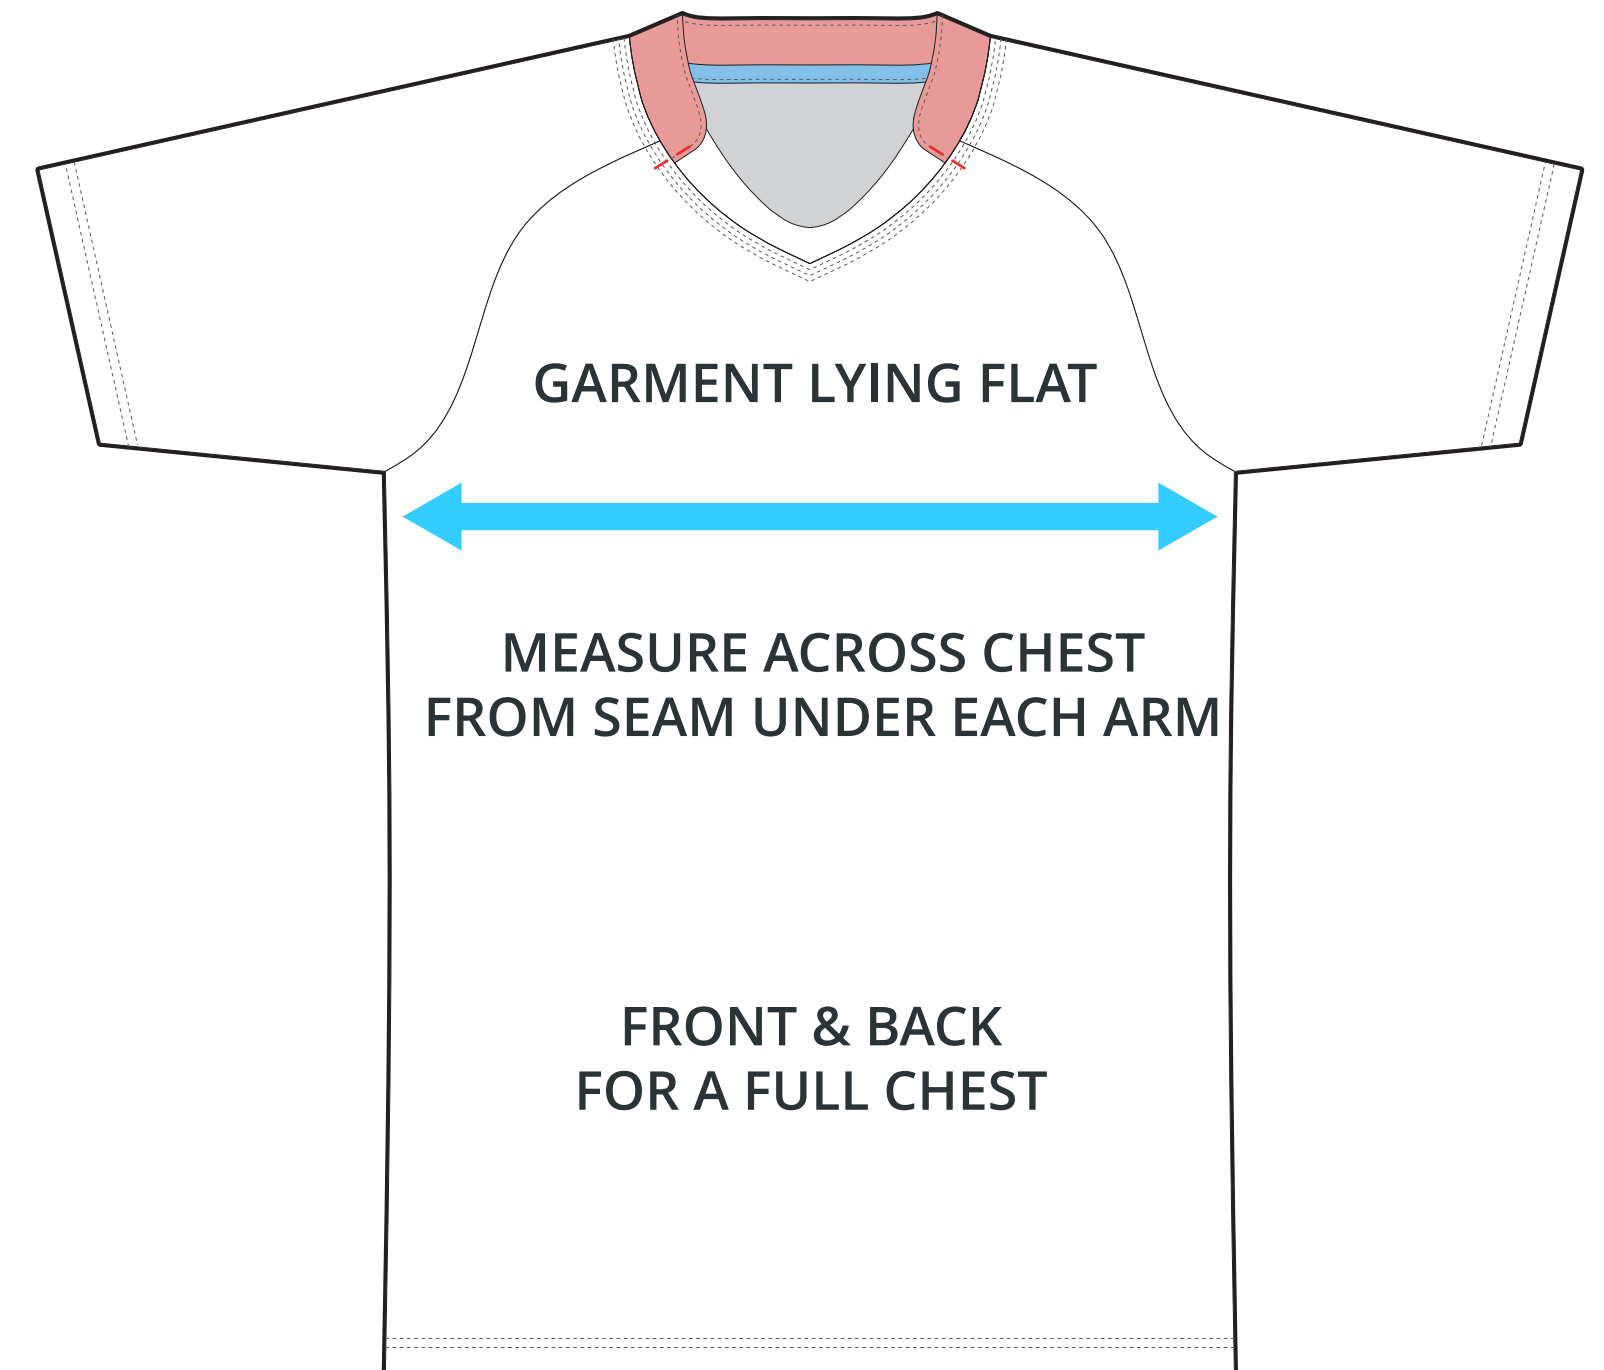 GARMENT LYING FLAT
MEASURE ACROSS CHEST
FROM SEAM UNDER EACH ARM
FRONT & BACK
FOR A FULL CHEST